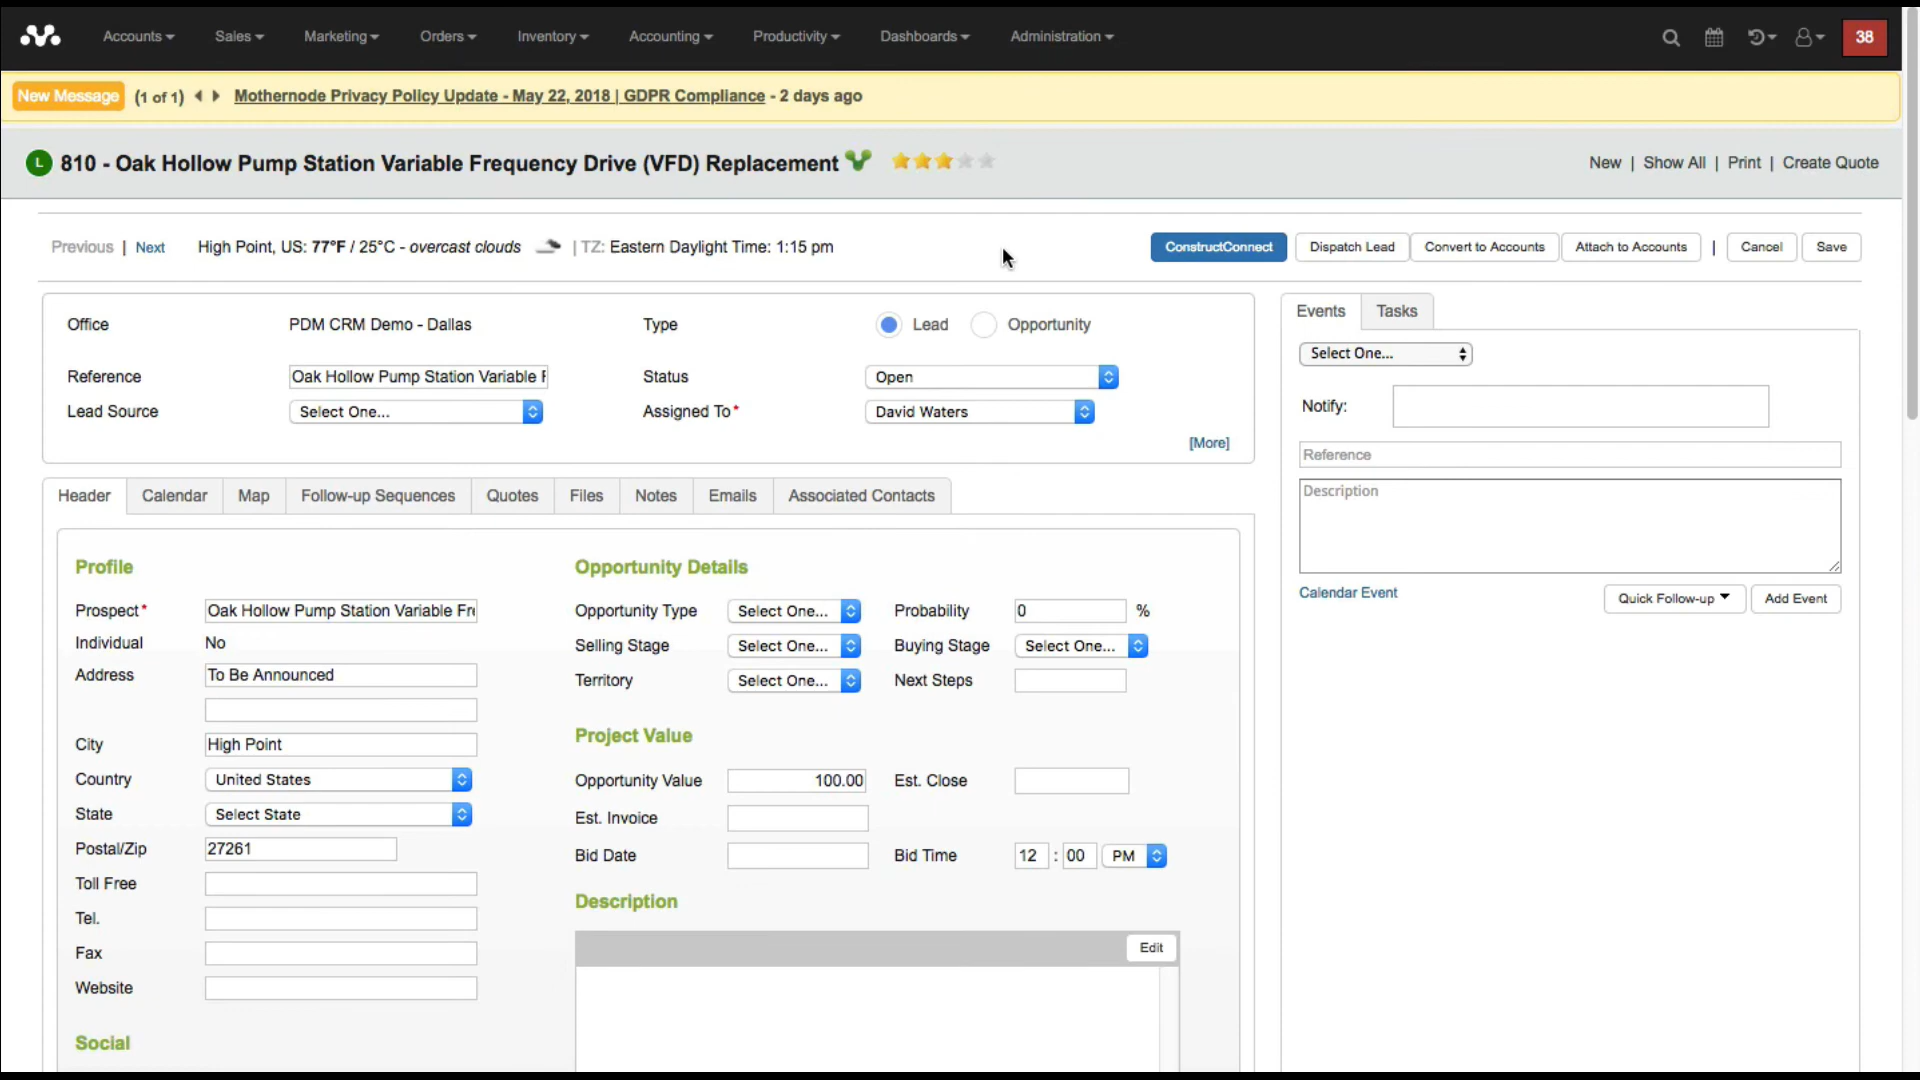 Accounts Sales Marketing Orders Inventory Accounting Productivity Dashboards Administration 38
New Message (1 of 1) Mothernode Privacy Policy Update - May 22, 2018 | GDPR Compliance - 2 days ago
L 810 - Oak Hollow Pump Station Variable Frequency Drive (VFD) Replacement New | Show All | Print | Create Quote
Previous | Next High Point, US: 77°F / 25°C - overcast clouds | TZ: Eastern Daylight Time: 1:15 pm ConstructConnect Dispatch Lead Convert to Accounts Attach to Accounts | Cancel Save
Office PDM CRM Demo - Dallas Type Lead Opportunity
Reference Oak Hollow Pump Station Variable F Status Open
Lead Source Select One... Assigned To* David Waters
[More]
Events Tasks
Select One...
Notify:
Reference
Description
Calendar Event Quick Follow-up Add Event
Header Calendar Map Follow-up Sequences Quotes Files Notes Emails Associated Contacts
Profile
Prospect* Oak Hollow Pump Station Variable Fre
Individual No
Address To Be Announced
City High Point
Country United States
State Select State
Postal/Zip 27261
Toll Free
Tel.
Fax
Website
Social
Opportunity Details
Opportunity Type Select One... Probability 0 %
Selling Stage Select One... Buying Stage Select One...
Territory Select One... Next Steps
Project Value
Opportunity Value 100.00 Est. Close
Est. Invoice
Bid Date Bid Time 12 : 00 PM
Description
Edit